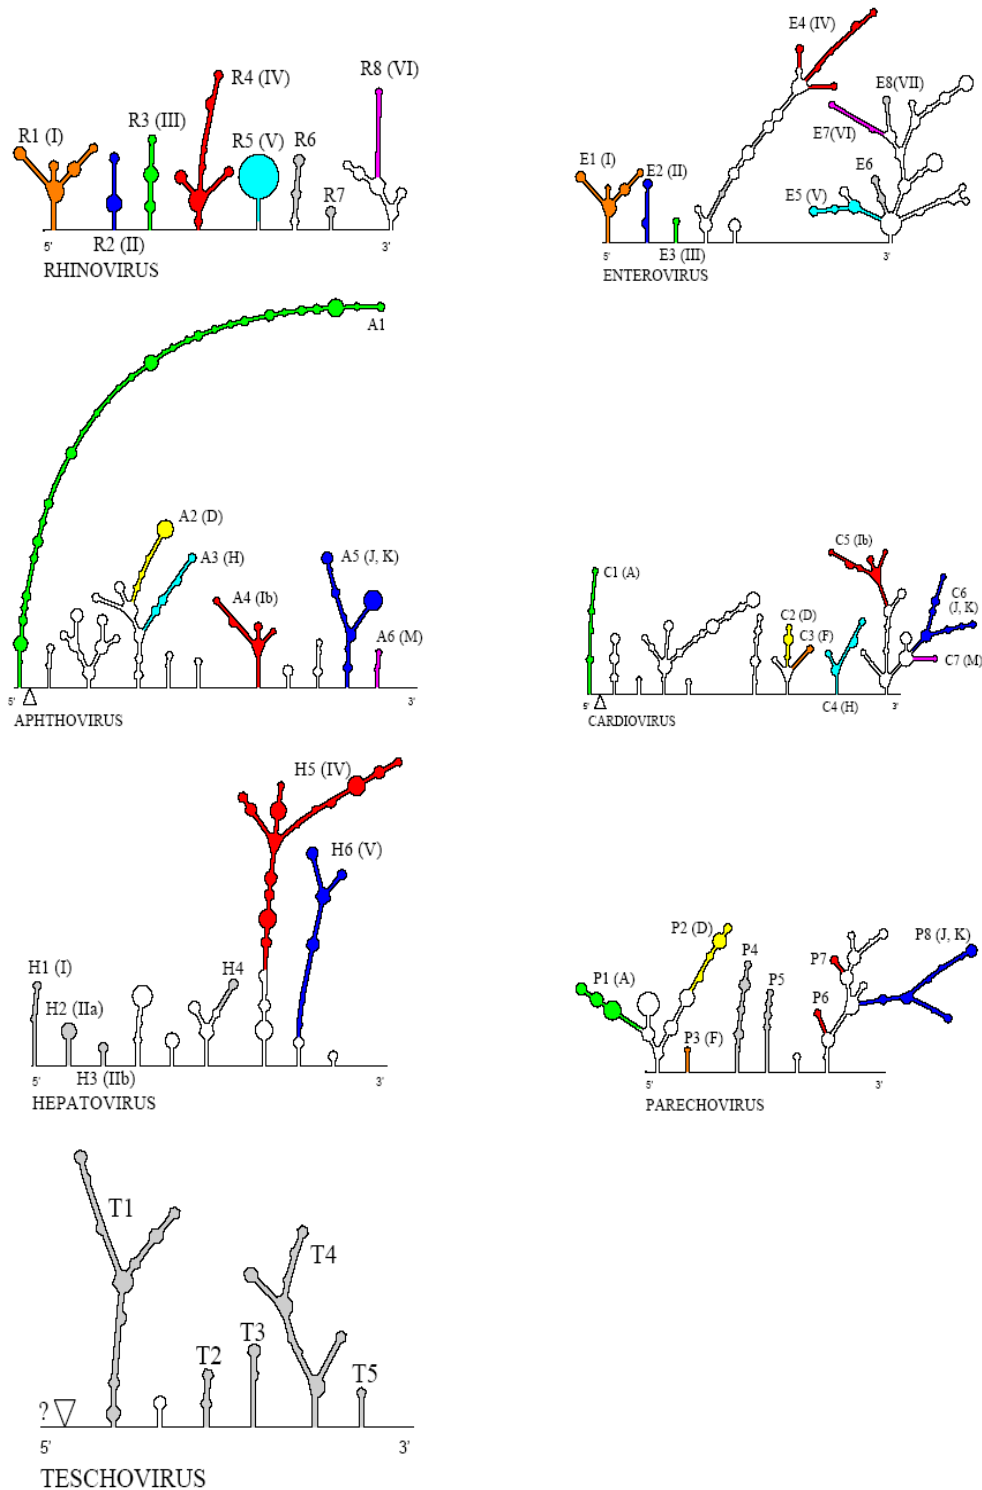 R1 (I)
R2 (II)
R3 (III)
R4 (IV)
R5 (V)
R6
R7
R8 (VI)
5'
3'
RHINOVIRUS
E1 (I)
E2 (II)
E3 (III)
E4 (IV)
E5 (V)
E6
E7(VI)
E8(VII)
5'
3'
ENTEROVIRUS
A1
A2 (D)
A3 (H)
A4 (Ib)
A5 (J, K)
A6 (M)
5'
3'
APHTHOVIRUS
C1 (A)
C2 (D)
C3 (F)
C4 (H)
C5 (Ib)
C6
(J, K)
C7 (M)
5'
3'
CARDIOVIRUS
H1 (I)
H2 (IIa)
H3 (IIb)
H4
H5 (IV)
H6 (V)
5'
3'
HEPATOVIRUS
P1 (A)
P2 (D)
P3 (F)
P4
P5
P6
P7
P8 (J, K)
5'
3'
PARECHOVIRUS
T1
T2
T3
T4
T5
?
5'
3'
TESCHOVIRUS